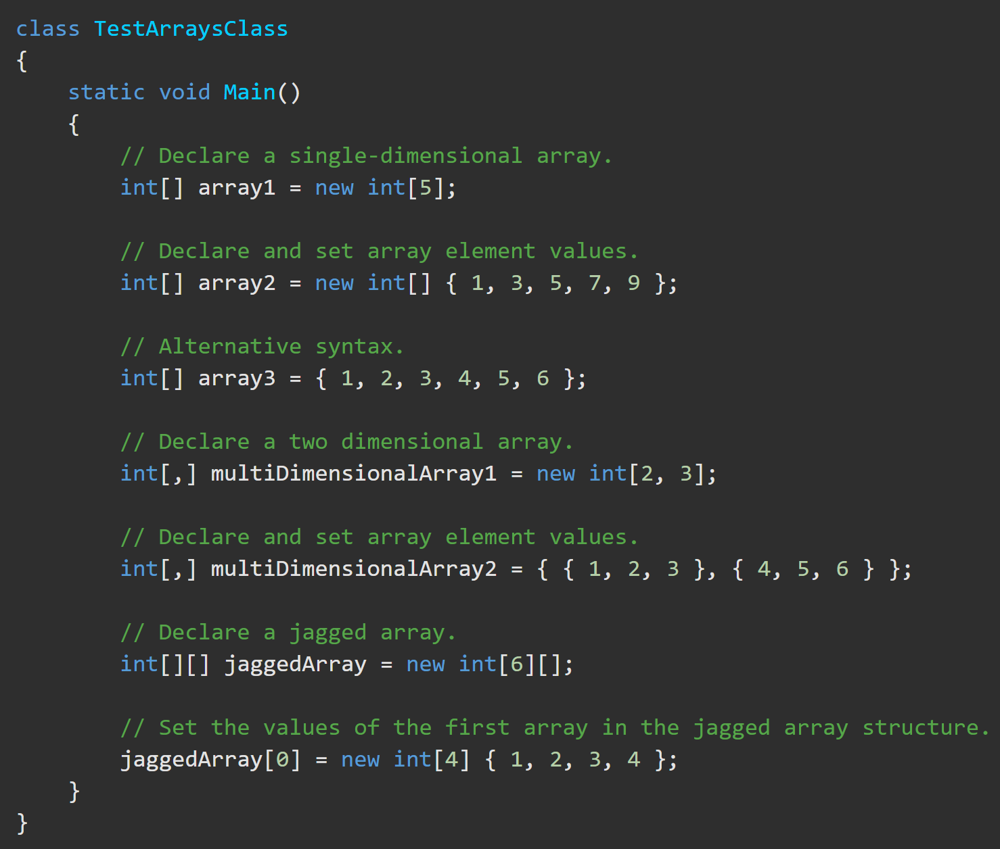 class TestArraysClass
{
    static void Main()
    {
        // Declare a single-dimensional array.
        int[] array1 = new int[5];

        // Declare and set array element values.
        int[] array2 = new int[] { 1, 3, 5, 7, 9 };

        // Alternative syntax.
        int[] array3 = { 1, 2, 3, 4, 5, 6 };

        // Declare a two dimensional array.
        int[,] multiDimensionalArray1 = new int[2, 3];

        // Declare and set array element values.
        int[,] multiDimensionalArray2 = { { 1, 2, 3 }, { 4, 5, 6 } };

        // Declare a jagged array.
        int[][] jaggedArray = new int[6][];

        // Set the values of the first array in the jagged array structure.
        jaggedArray[0] = new int[4] { 1, 2, 3, 4 };
    }
}